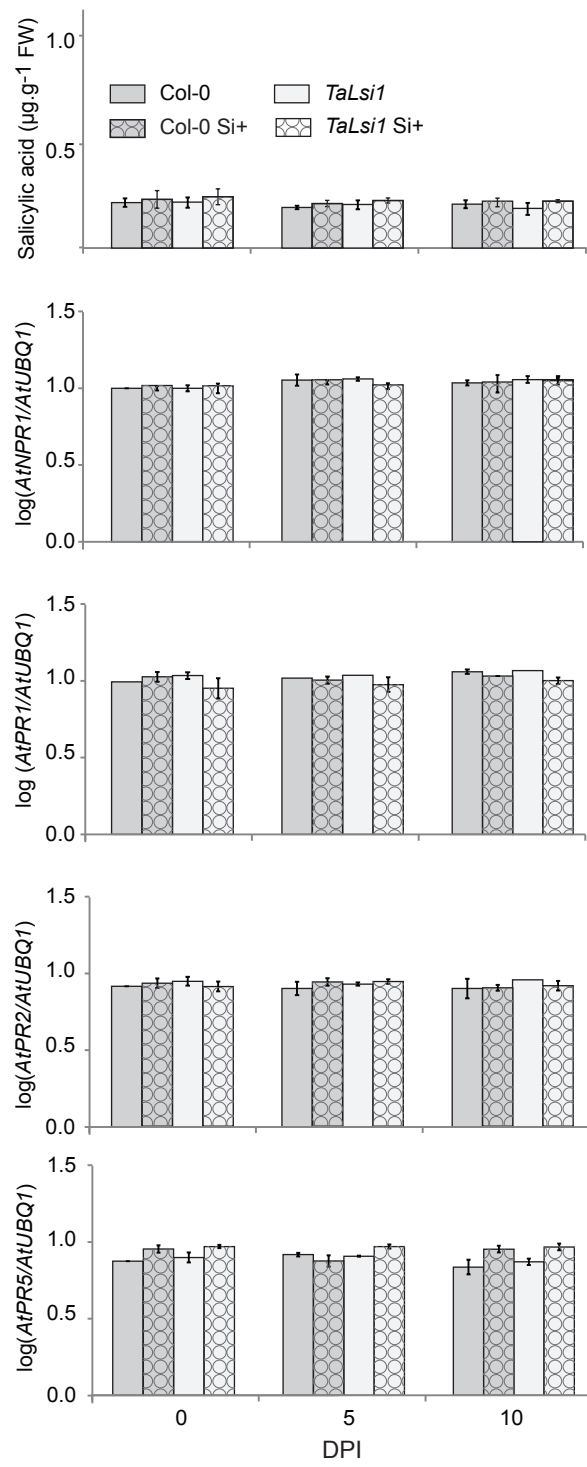 Salicylic acid (µg.g-1 FW)
1.0
0.5
0
Col-0
TaLsi1
Col-0 Si+
TaLsi1 Si+
log(AtNPR1/AtUBQ1)
1.5
1.0
0.5
0.0
log (AtPR1/AtUBQ1)
1.5
1.0
0.5
0.0
log(AtPR2/AtUBQ1)
1.5
1.0
0.5
0.0
log(AtPR5/AtUBQ1)
1.5
1.0
0.5
0.0
0 5 10
DPI